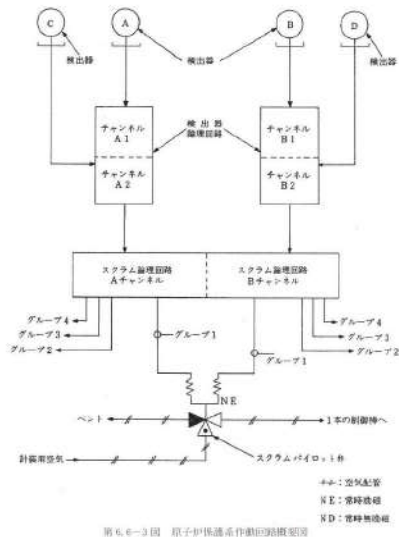 C
A
B
D
検出器
検出器
検出器
チャンネル
A1
チャンネル
A2
検出器
論理回路
チャンネル
B1
チャンネル
B2
スクラム論理回路
Aチャンネル
スクラム論理回路
Bチャンネル
グループ4
グループ3
グループ2
グループ1
グループ1
グループ4
グループ3
グループ2
NE
ベント
1本の制御棒へ
計装用空気
スクラムパイロット弁
:空気配管
NE:常時励磁
ND:常時無励磁
第6.6-3図 原子炉保護系作動回路概要図